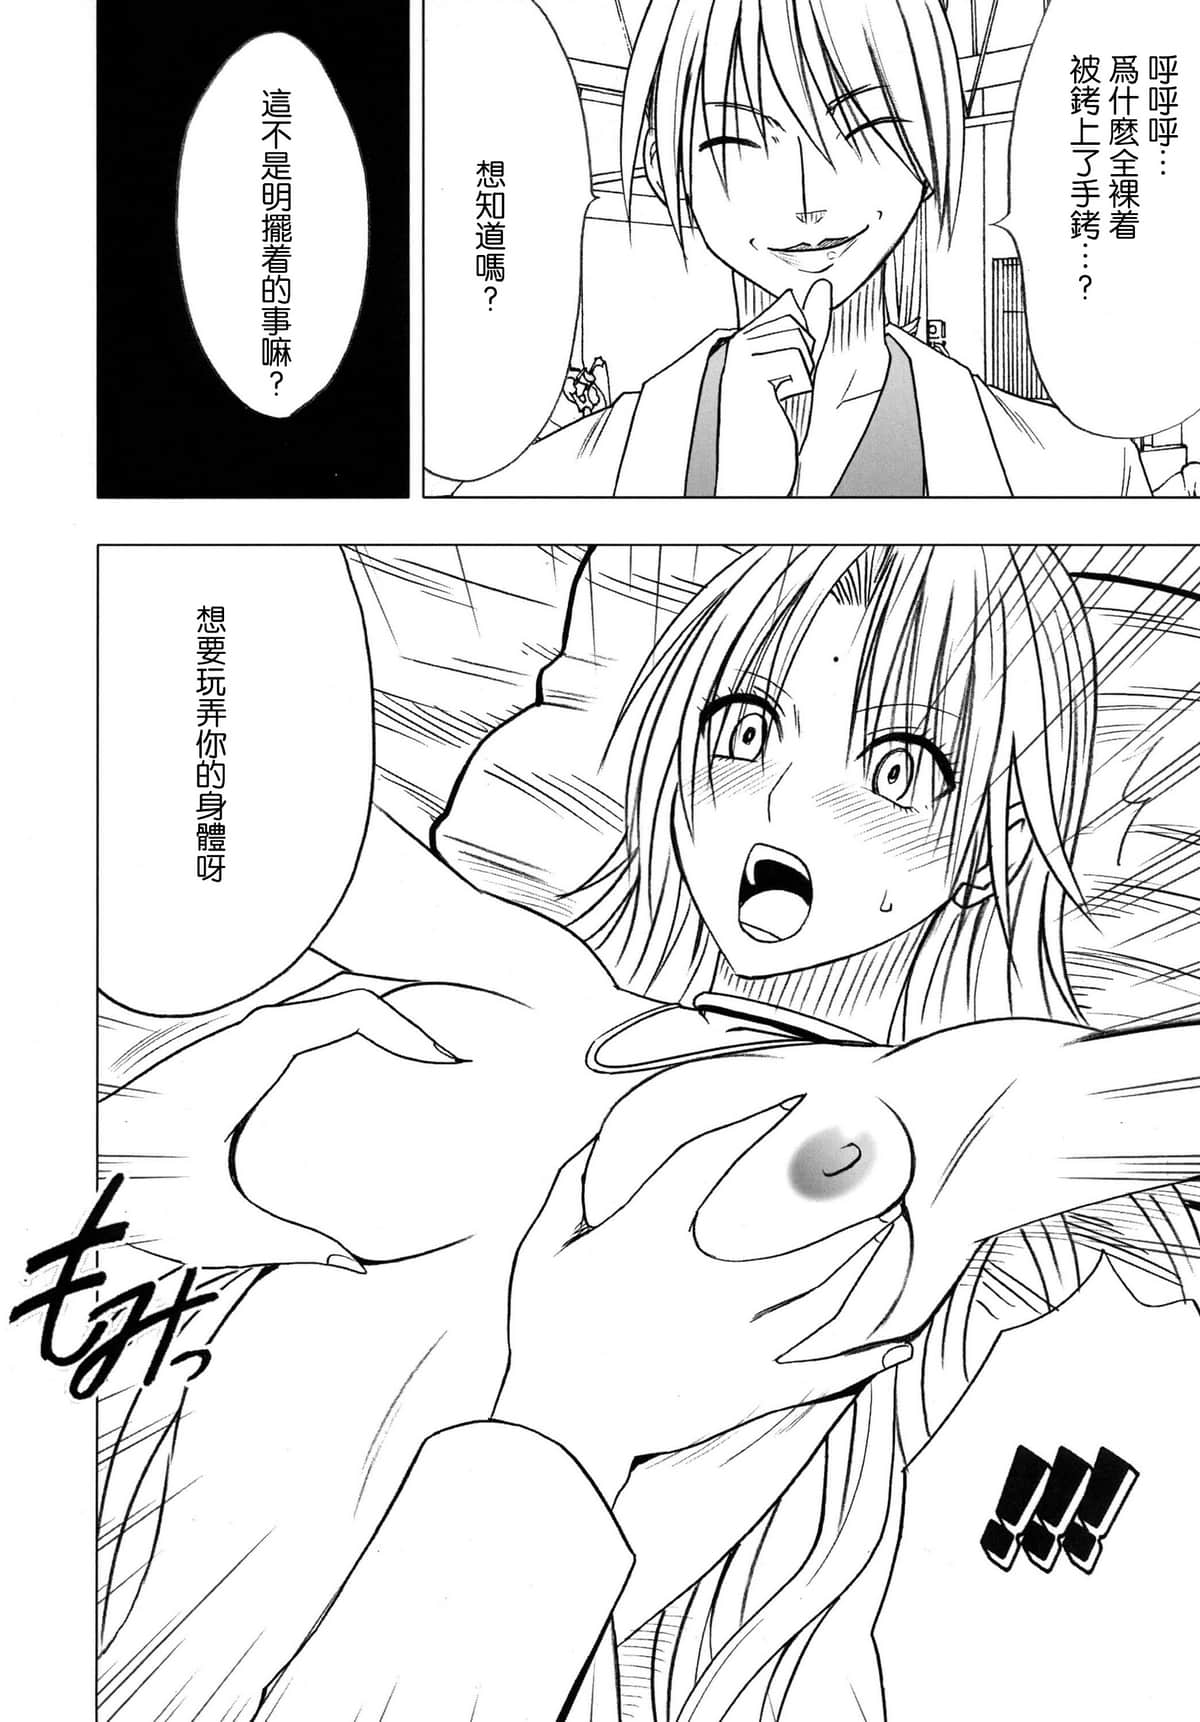 呼呼呼…
爲什麽全裸着
被銬上了手銬…？
想知道嗎？
這不是明擺着的事嘛？
想要玩弄你的身體呀
もみっ
!!!